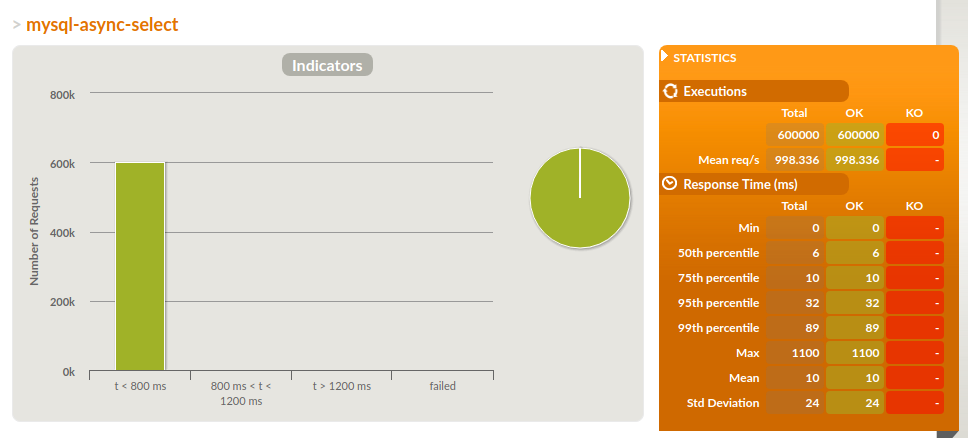 > mysql-async-select
Indicators
Number of Requests
800k
600k
400k
200k
0k
t < 800 ms
800 ms < t <
1200 ms
t > 1200 ms
failed
STATISTICS
Executions
Total OK KO
600000 600000 0
Mean req/s 998.336 998.336 -
Response Time (ms)
Total OK KO
Min 0 0 -
50th percentile 6 6 -
75th percentile 10 10 -
95th percentile 32 32 -
99th percentile 89 89 -
Max 1100 1100 -
Mean 10 10 -
Std Deviation 24 24 -